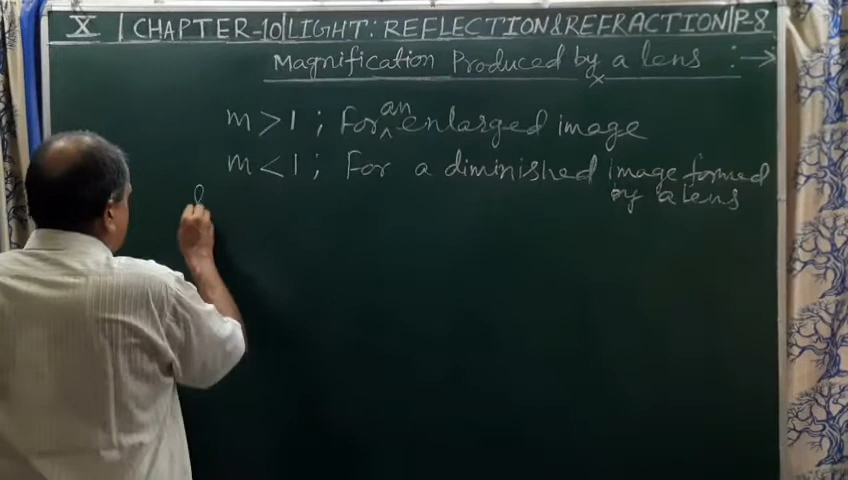 X | CHAPTER-10 | LIGHT: REFLECTION & REFRACTION | P-8
Magnification Produced by a lens :→
m > 1 ; For an enlarged image
m < 1 ; For a diminished image formed
by a lens